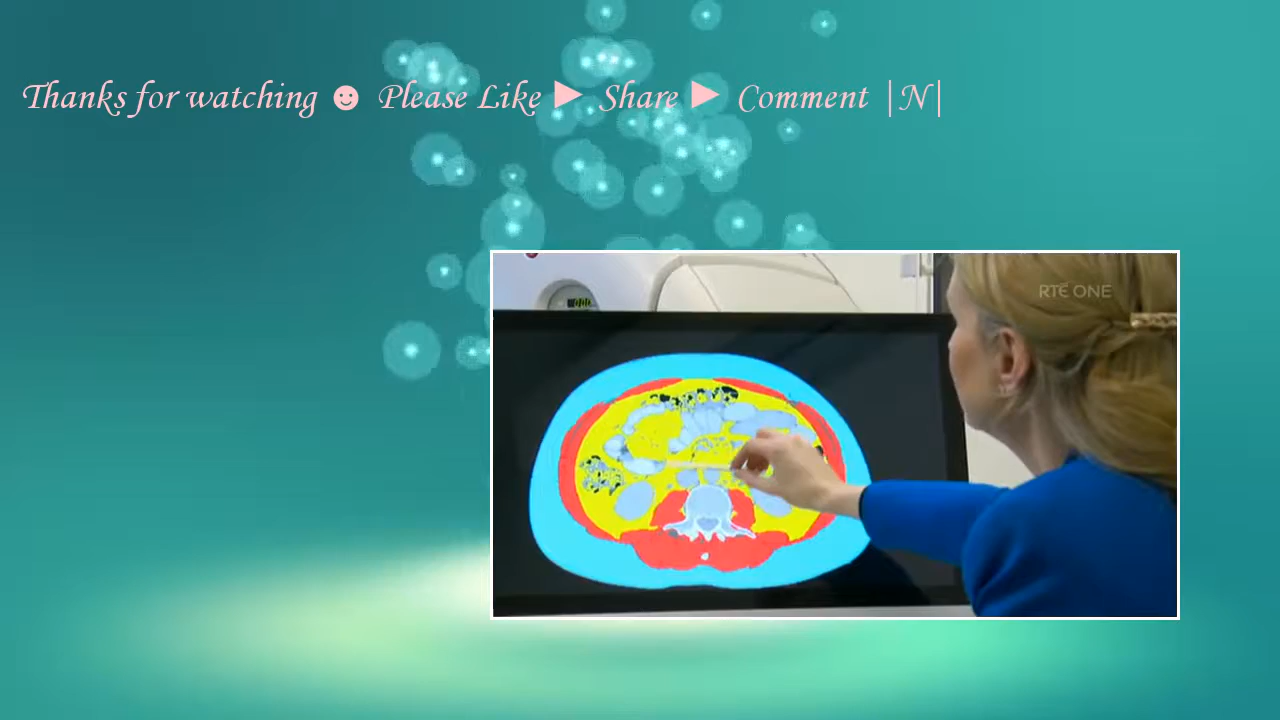 Thanks for watching ☻ Please Like ► Share ► Comment |N|
RTÉ ONE